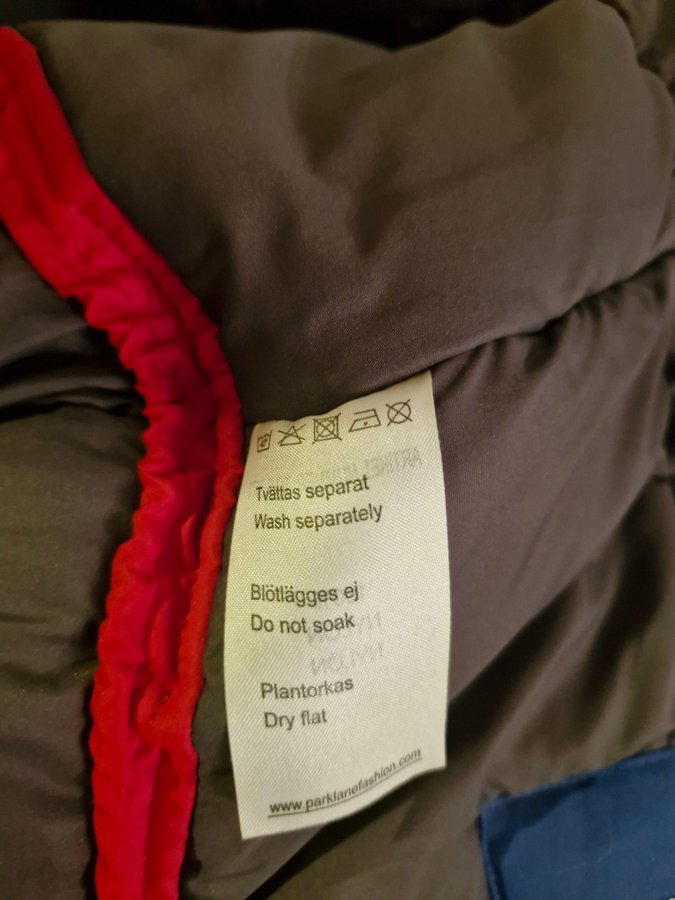 Tvättas separat
Wash separately
Blötlägges ej
Do not soak
Plantorkas
Dry flat
www.parklanefashion.com